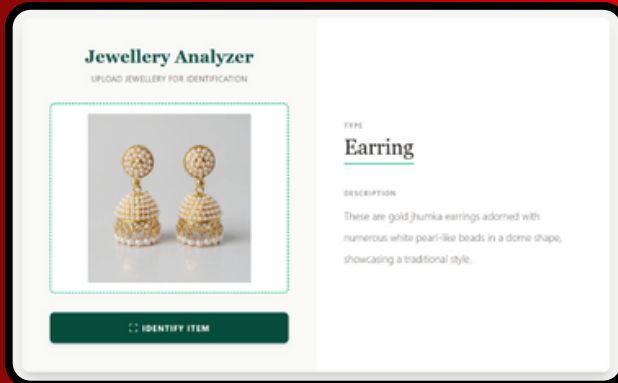 Jewellery Analyzer
UPLOAD JEWELLERY FOR IDENTIFICATION
IDENTIFY ITEM
TYPE
Earring
DESCRIPTION
These are gold jhumka earrings adorned with
numerous white pearl-like beads in a dome shape,
showcasing a traditional style.